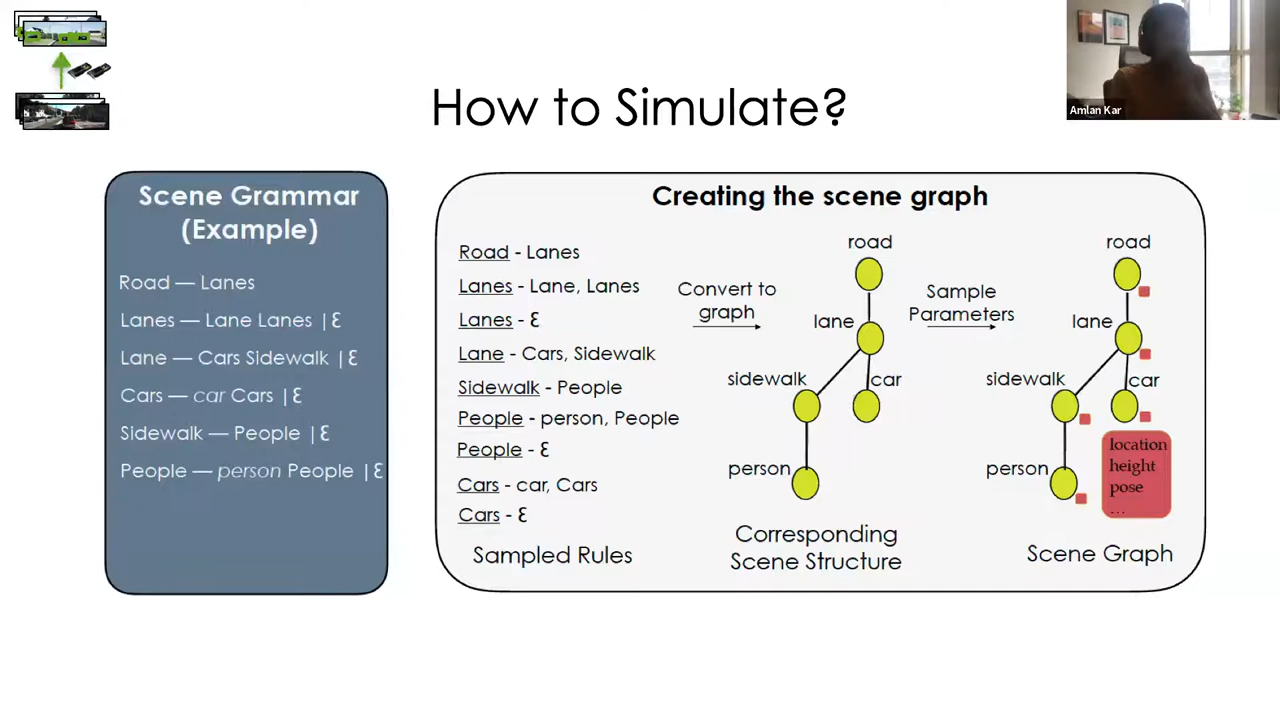 How to Simulate?
Amlan Kar
Scene Grammar
(Example)
Road — Lanes
Lanes — Lane Lanes |Ɛ
Lane — Cars Sidewalk |Ɛ
Cars — car Cars |Ɛ
Sidewalk — People |Ɛ
People — person People |Ɛ
Creating the scene graph
Road - Lanes
Lanes - Lane, Lanes
Lanes - Ɛ
Lane - Cars, Sidewalk
Sidewalk - People
People - person, People
People - Ɛ
Cars - car, Cars
Cars - Ɛ
Sampled Rules
Convert to
graph
road
lane
sidewalk
car
person
Corresponding
Scene Structure
Sample
Parameters
road
lane
sidewalk
car
person
location
height
pose
...
Scene Graph